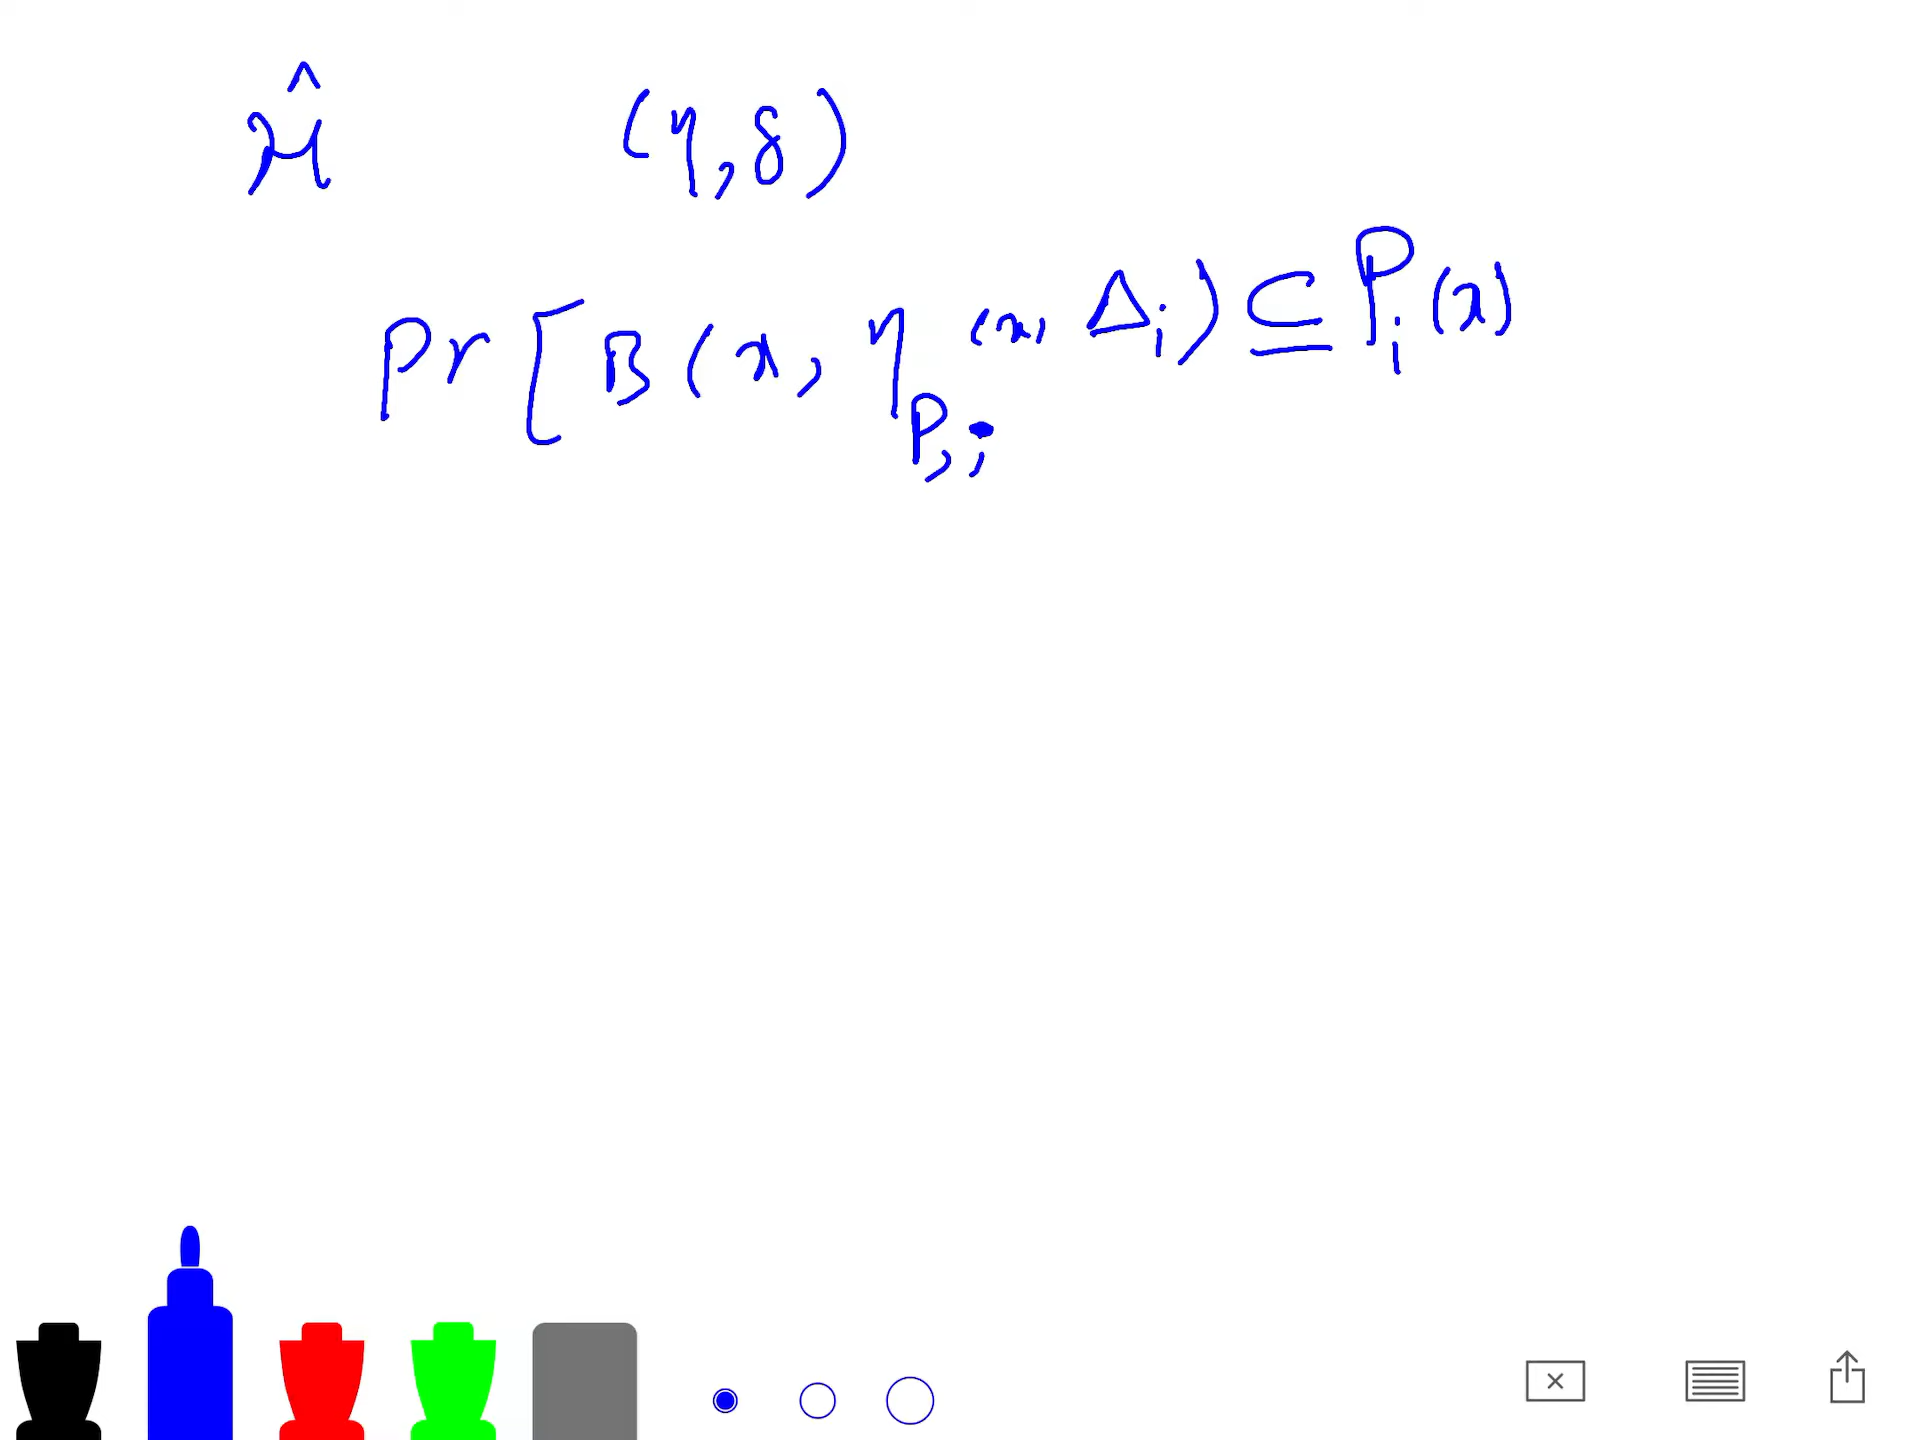 Ĥ (η, δ)
Pr [ B(x, η_{P,i}(x) Δ_i) ⊆ P_i(x)